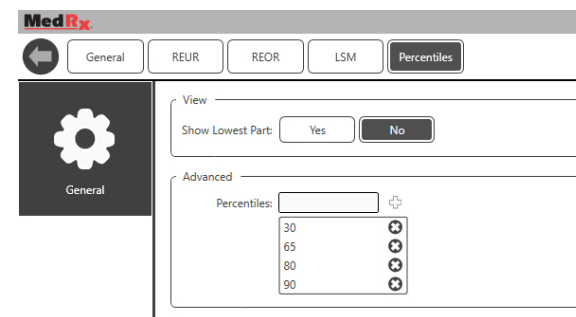 MedRx
General REUR REOR LSM Percentiles
View
Show Lowest Part: Yes No
General
Advanced
Percentiles:
30
65
80
90